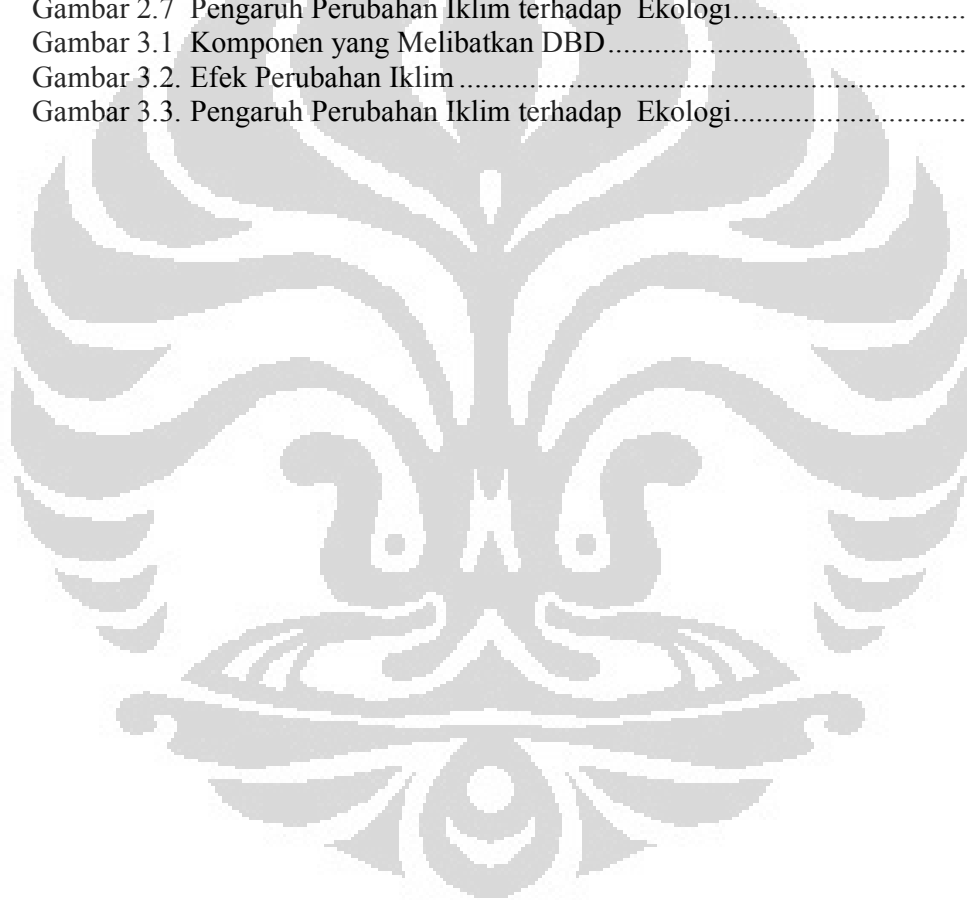 Gambar 2.7 Pengaruh Perubahan Iklim terhadap Ekologi.............................
Gambar 3.1 Komponen yang Melibatkan DBD.............................................
Gambar 3.2. Efek Perubahan Iklim................................................................
Gambar 3.3. Pengaruh Perubahan Iklim terhadap Ekologi.............................